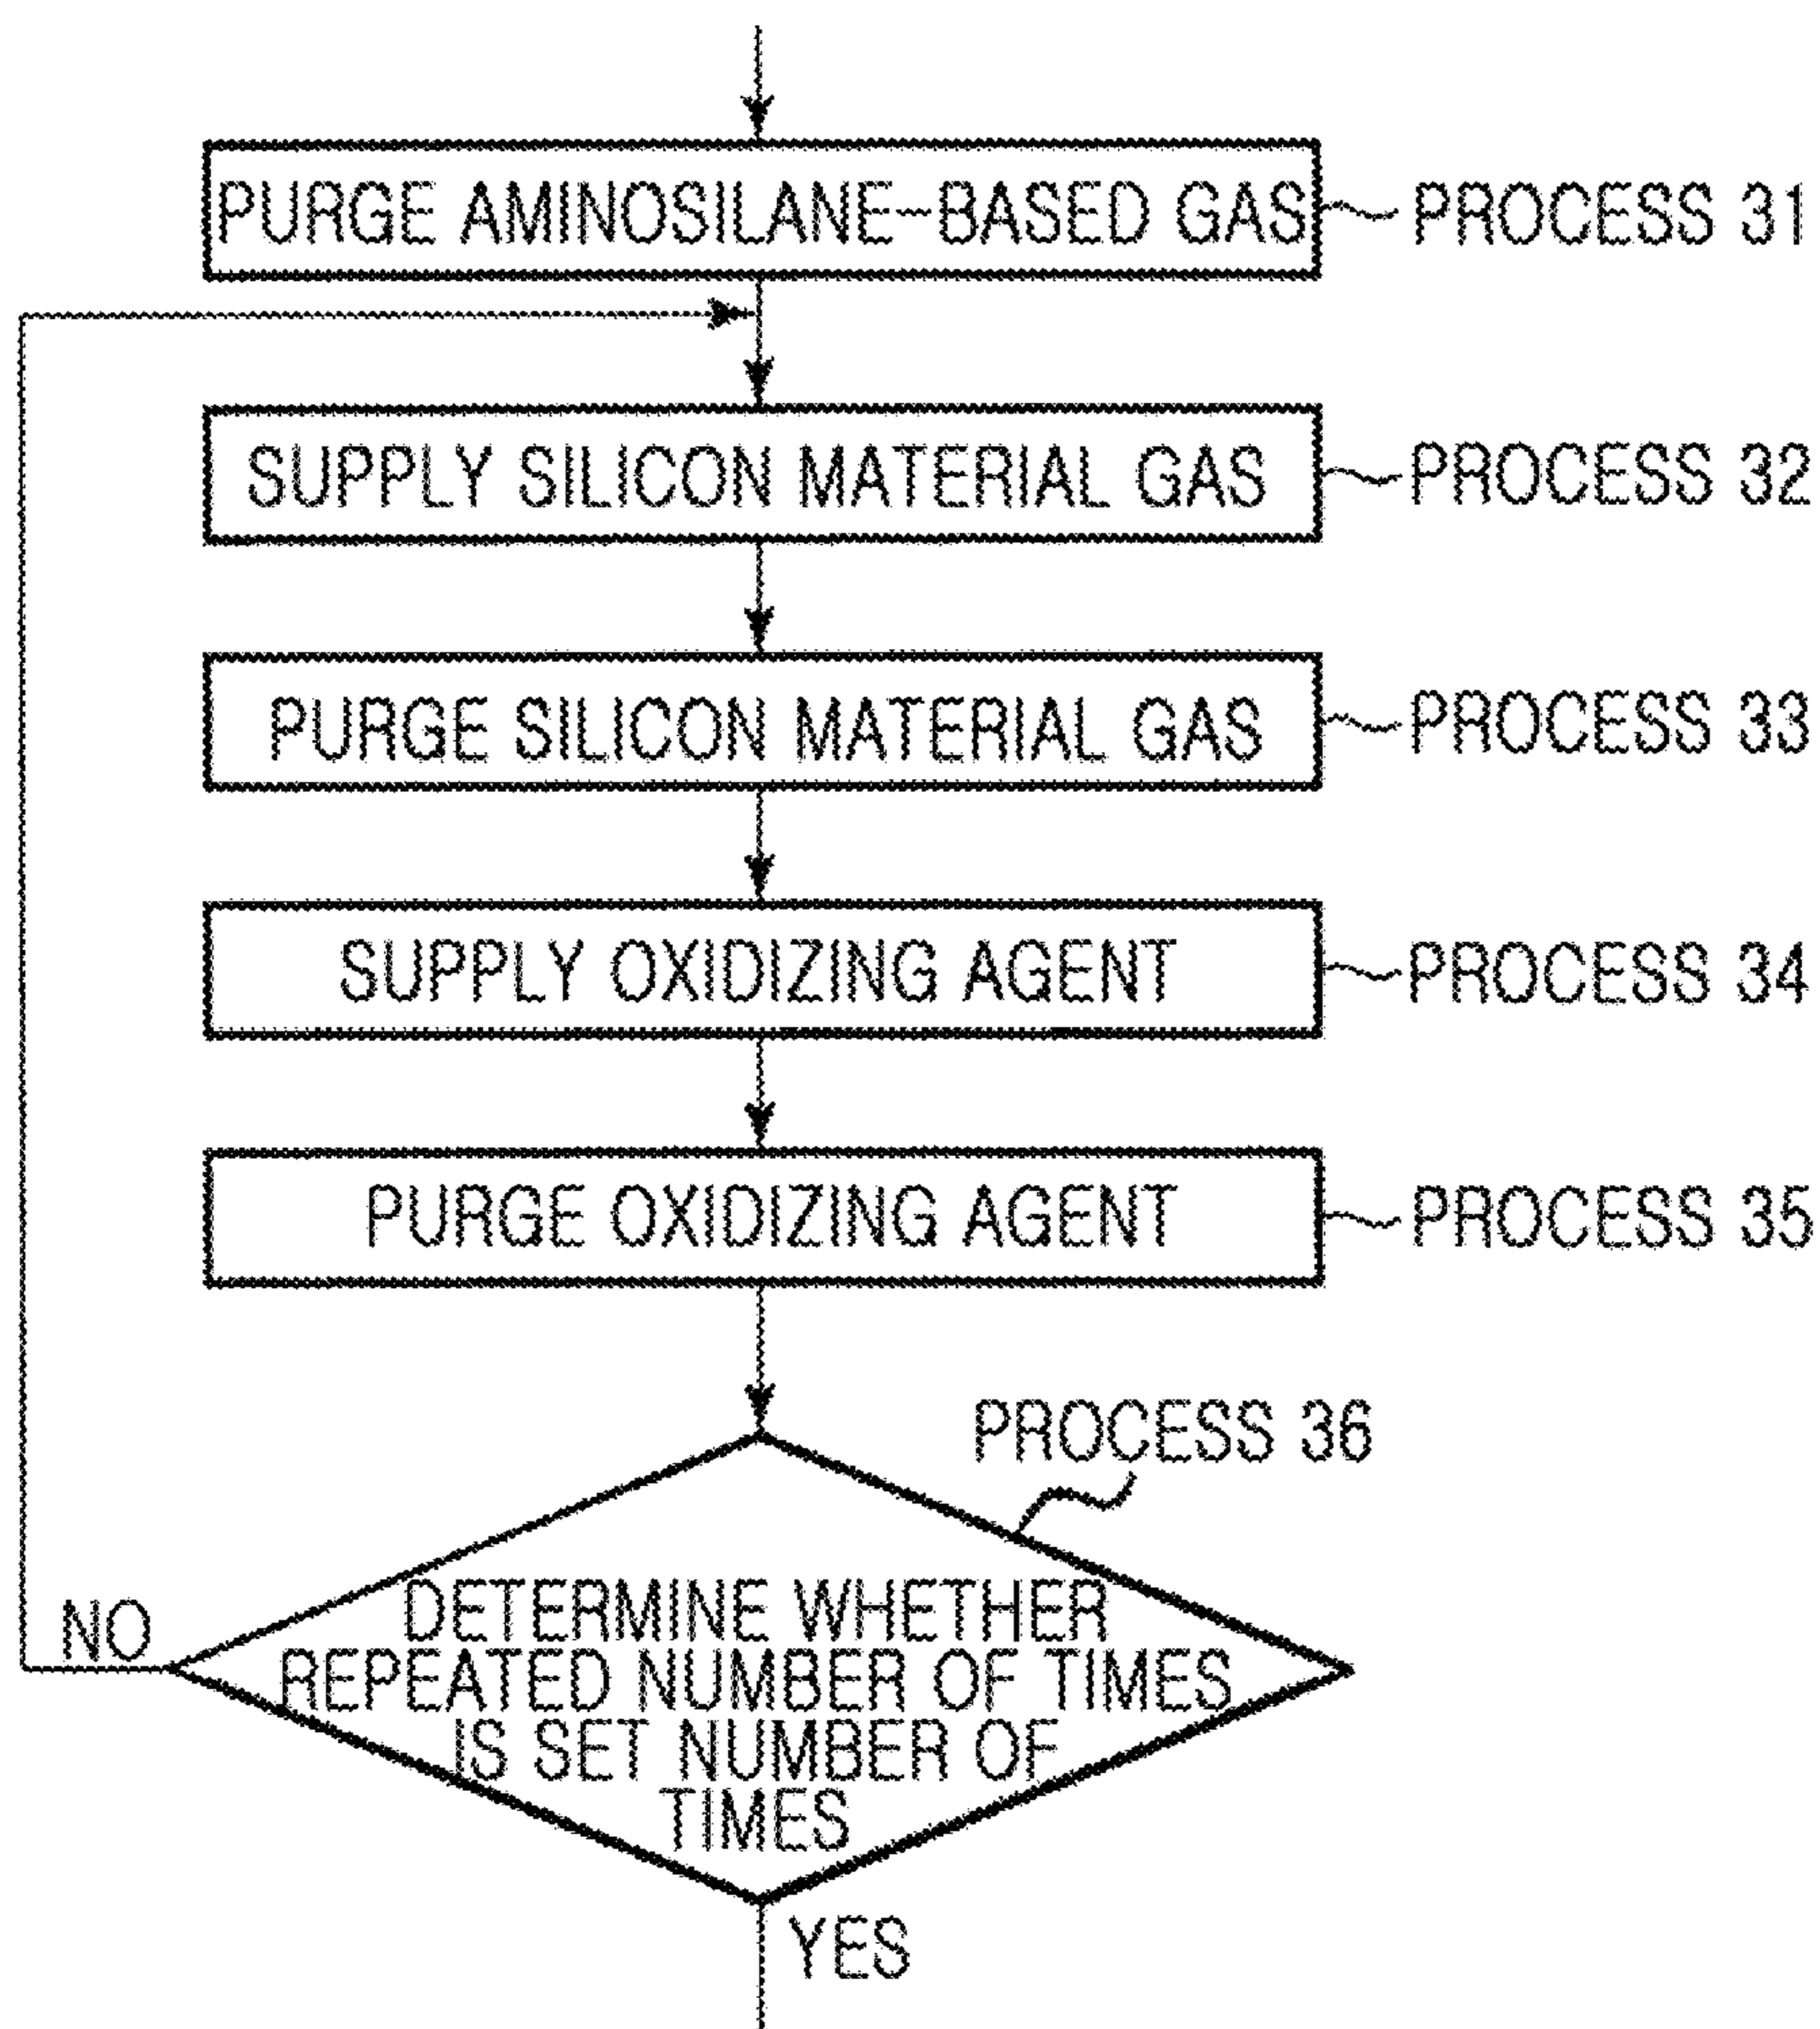 PURGE AMINOSILANE-BASED GAS
PROCESS 31
SUPPLY SILICON MATERIAL GAS
PROCESS 32
PURGE SILICON MATERIAL GAS
PROCESS 33
SUPPLY OXIDIZING AGENT
PROCESS 34
PURGE OXIDIZING AGENT
PROCESS 35
PROCESS 36
DETERMINE WHETHER
REPEATED NUMBER OF TIMES
IS SET NUMBER OF
TIMES
NO
YES